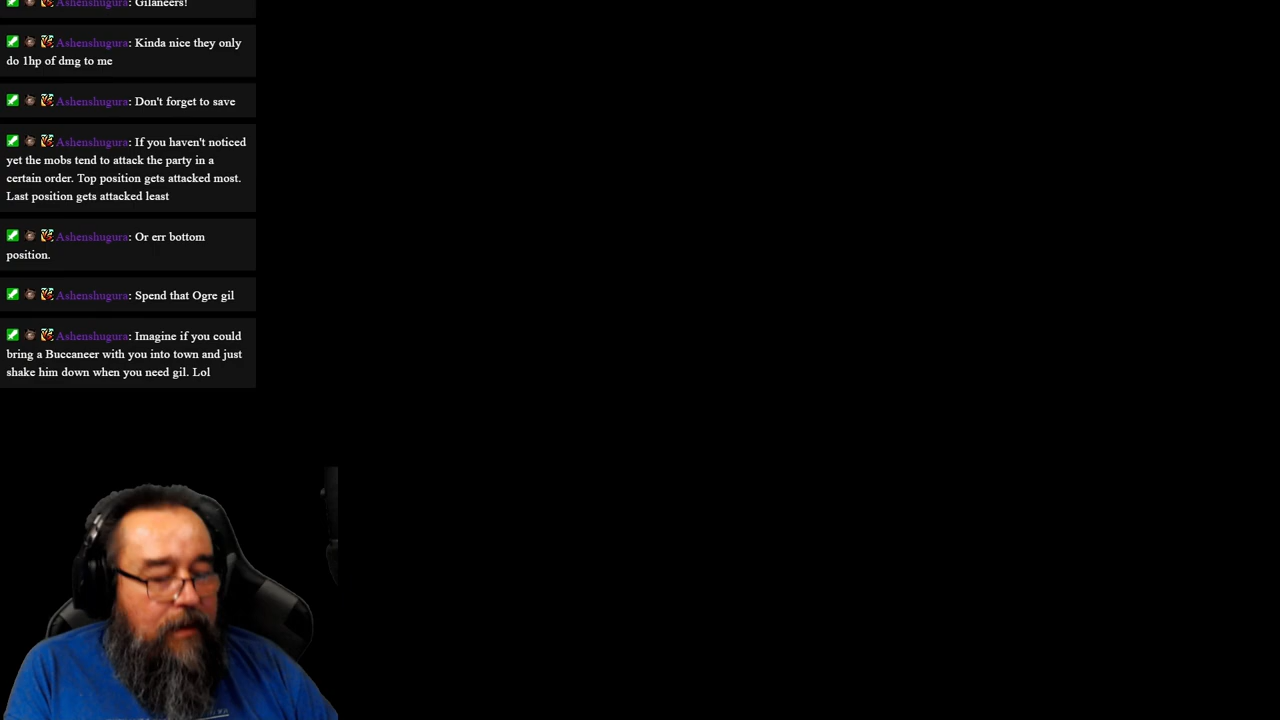 Ashenshugura: Gilaneers!
Ashenshugura: Kinda nice they only
do 1hp of dmg to me
Ashenshugura: Don't forget to save
Ashenshugura: If you haven't noticed
yet the mobs tend to attack the party in a
certain order. Top position gets attacked most.
Last position gets attacked least
Ashenshugura: Or err bottom
position.
Ashenshugura: Spend that Ogre gil
Ashenshugura: Imagine if you could
bring a Buccaneer with you into town and just
shake him down when you need gil. Lol